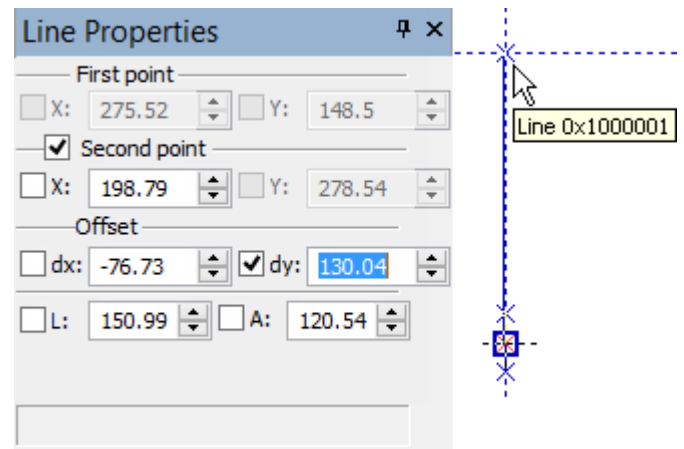 Line Properties
First point
X: 275.52 Y: 148.5
Second point
X: 198.79 Y: 278.54
Offset
dx: -76.73 dy: 130.04
L: 150.99 A: 120.54
Line 0x1000001